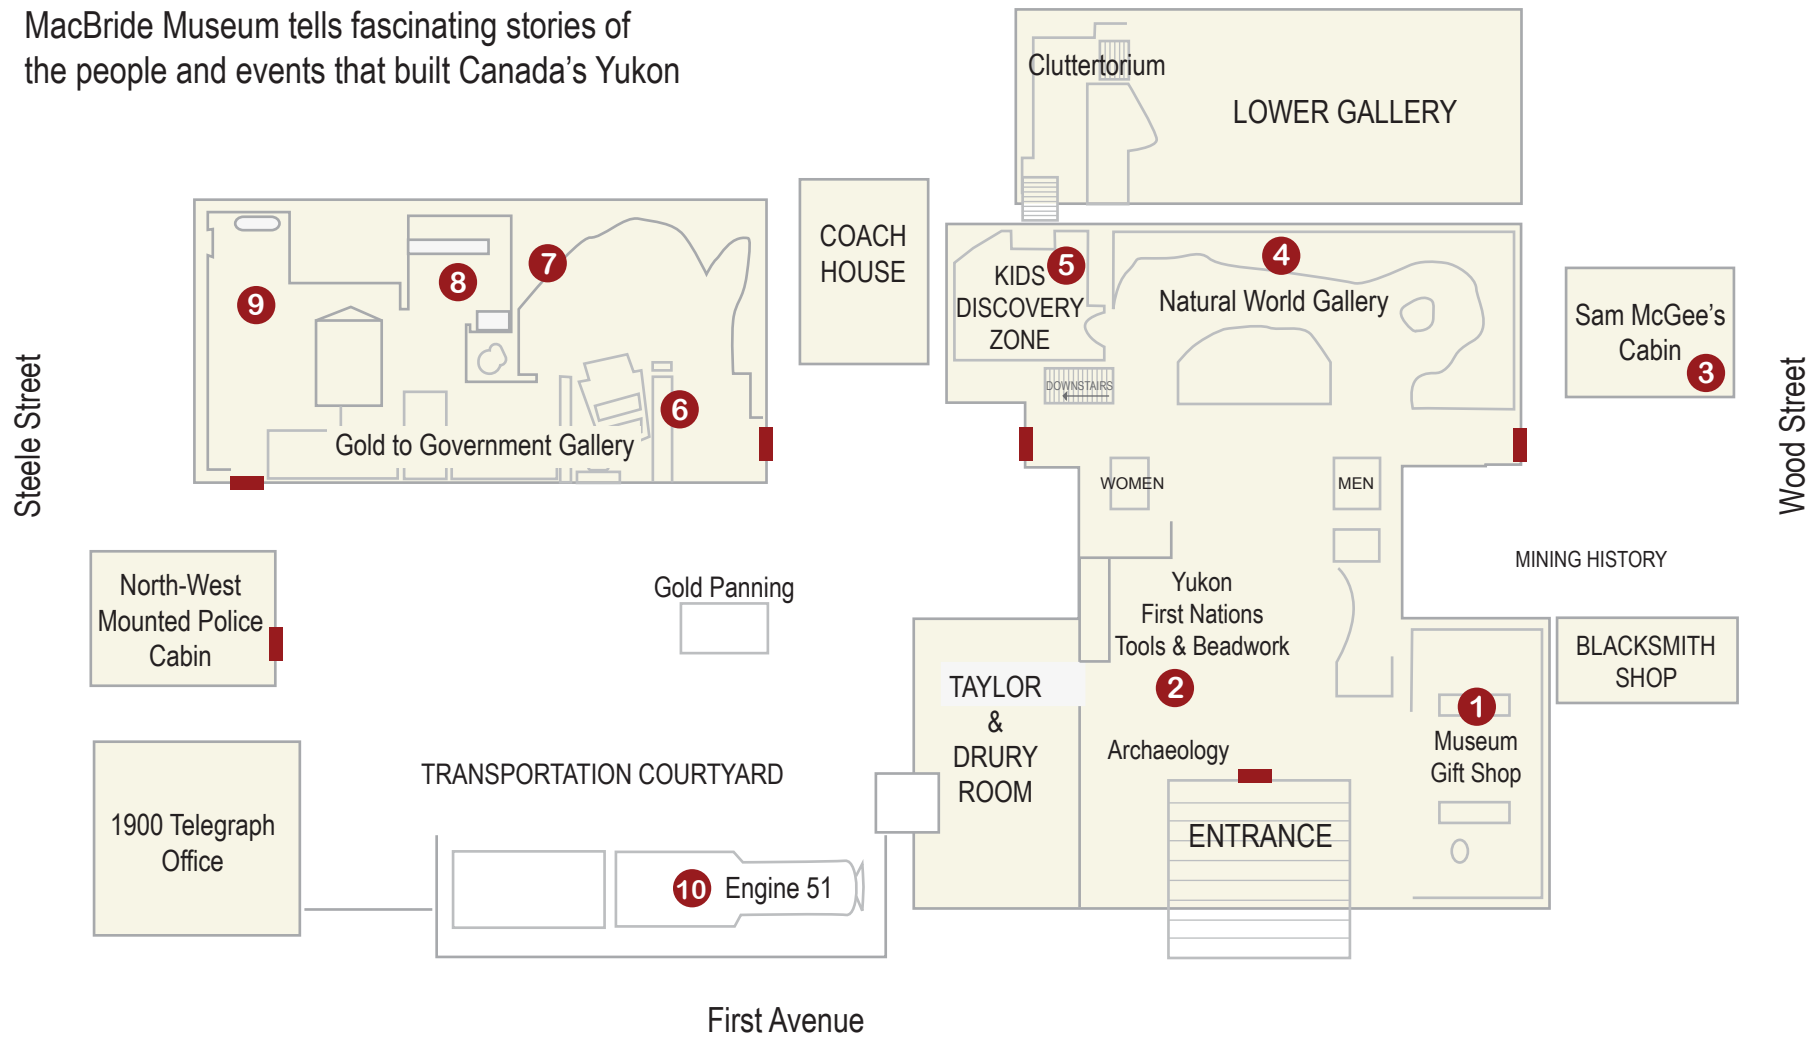 MacBride Museum tells fascinating stories of
the people and events that built Canada's Yukon
Cluttertorium
LOWER GALLERY
COACH
HOUSE
7
8
9
6
Gold to Government Gallery
5
KIDS
DISCOVERY
ZONE
4
Natural World Gallery
DOWNSTAIRS
Sam McGee's
Cabin
3
Steele Street
Wood Street
WOMEN
MEN
MINING HISTORY
North-West
Mounted Police
Cabin
Gold Panning
Yukon
First Nations
Tools & Beadwork
2
Archaeology
BLACKSMITH
SHOP
TAYLOR
&
DRURY
ROOM
1
Museum
Gift Shop
TRANSPORTATION COURTYARD
1900 Telegraph
Office
10
Engine 51
ENTRANCE
First Avenue